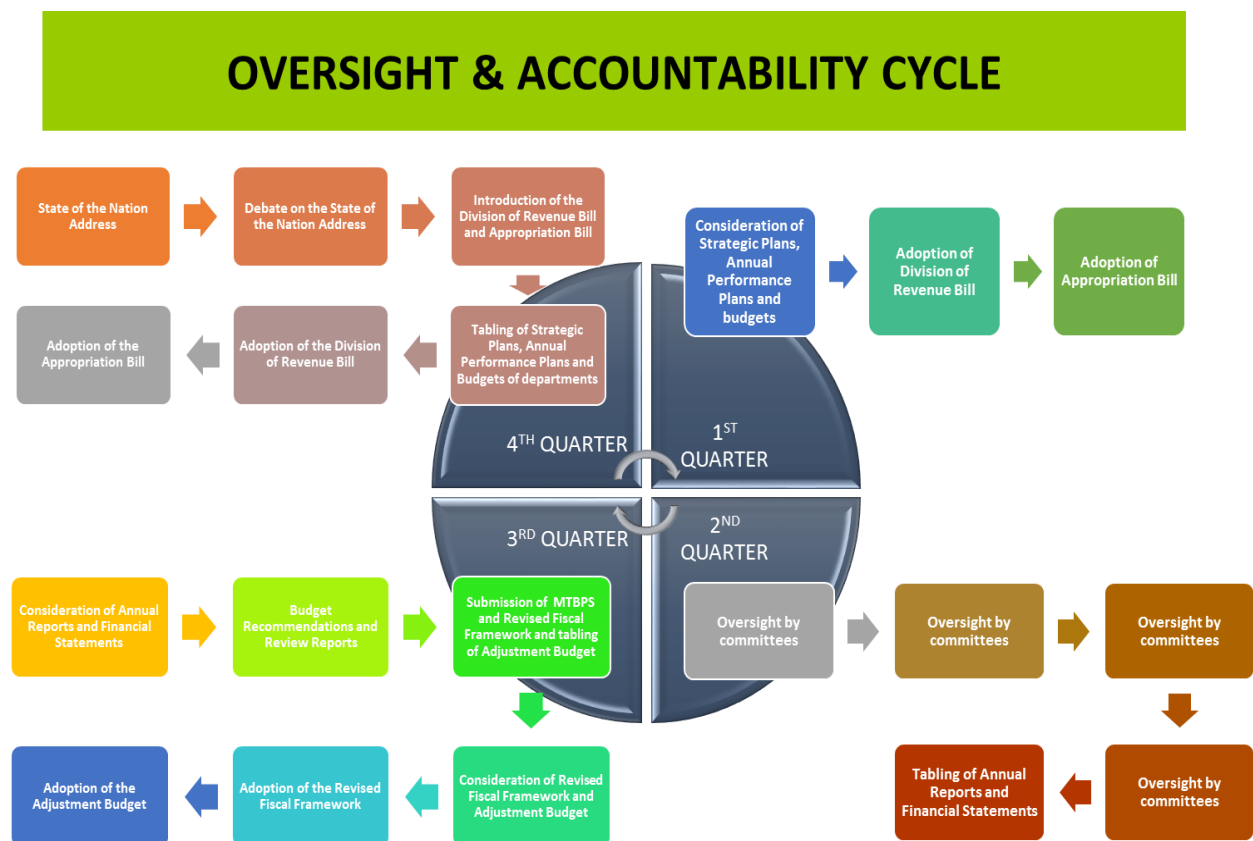 OVERSIGHT & ACCOUNTABILITY CYCLE
State of the Nation
Address
Debate on the State of
the Nation Address
Introduction of the
Division of Revenue Bill
and Appropriation Bill
Tabling of Strategic
Plans, Annual
Performance Plans and
Budgets of departments
Adoption of the Division
of Revenue Bill
Adoption of the
Appropriation Bill
4TH QUARTER
Consideration of
Strategic Plans,
Annual
Performance
Plans and
budgets
Adoption of
Division of
Revenue Bill
Adoption of
Appropriation Bill
1ST
QUARTER
3RD QUARTER
Consideration of Annual
Reports and Financial
Statements
Budget
Recommendations and
Review Reports
Submission of MTBPS
and Revised Fiscal
Framework and tabling
of Adjustment Budget
Consideration of Revised
Fiscal Framework and
Adjustment Budget
Adoption of the Revised
Fiscal Framework
Adoption of the
Adjustment Budget
2ND
QUARTER
Oversight by
committees
Oversight by
committees
Oversight by
committees
Oversight by
committees
Tabling of Annual
Reports and
Financial Statements